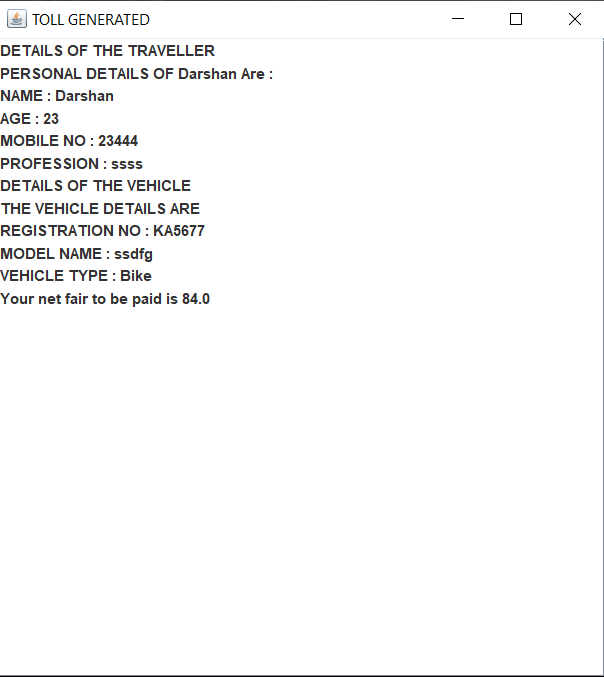 TOLL GENERATED
DETAILS OF THE TRAVELLER
PERSONAL DETAILS OF Darshan Are :
NAME : Darshan
AGE : 23
MOBILE NO : 23444
PROFESSION : ssss
DETAILS OF THE VEHICLE
THE VEHICLE DETAILS ARE
REGISTRATION NO : KA5677
MODEL NAME : ssdfg
VEHICLE TYPE : Bike
Your net fair to be paid is 84.0